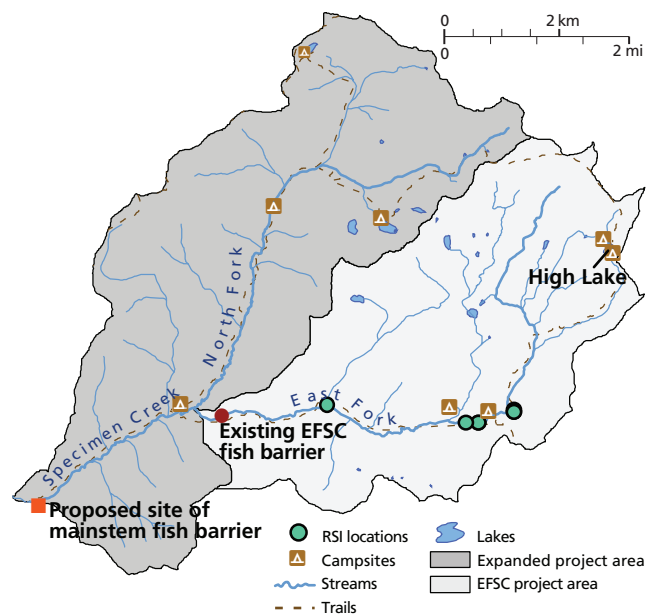 0 2 km
0 2 mi
High Lake
North Fork
East Fork
Specimen Creek
Existing EFSC
fish barrier
Proposed site of
mainstem fish barrier
RSI locations
Campsites
Streams
Trails
Lakes
Expanded project area
EFSC project area